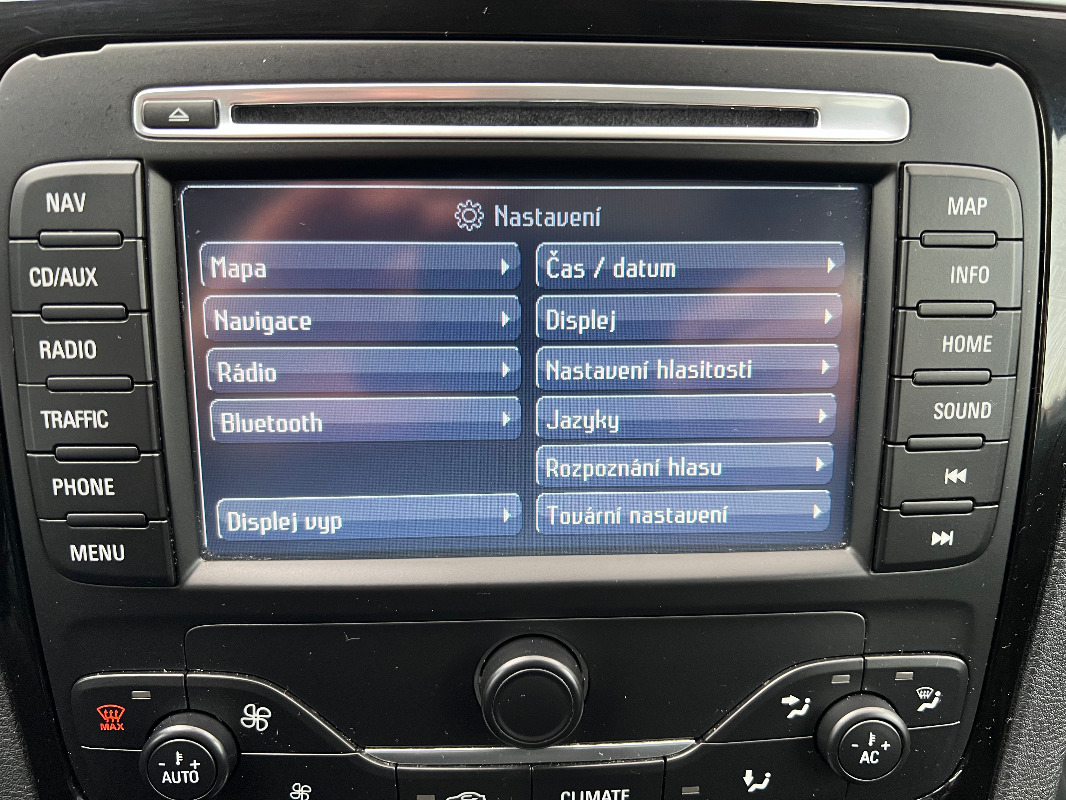 NAV
CD/AUX
RADIO
TRAFFIC
PHONE
MENU
Nastavení
Mapa
Navigace
Rádio
Bluetooth
Displej vyp
Čas / datum
Displej
Nastavení hlasitosti
Jazyky
Rozpoznání hlasu
Tovární nastavení
MAP
INFO
HOME
SOUND
MAX
- +
AUTO
- +
AC
CLIMATE